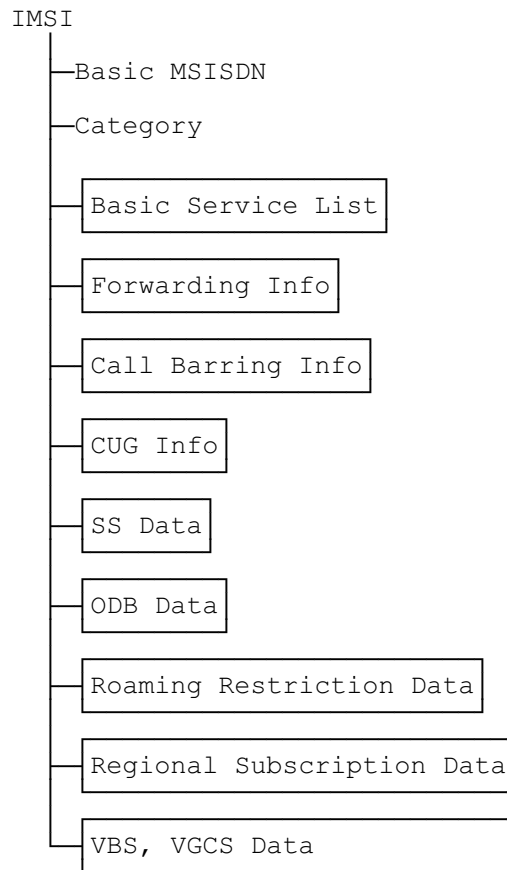 IMSI
Basic MSISDN
Category
Basic Service List
Forwarding Info
Call Barring Info
CUG Info
SS Data
ODB Data
Roaming Restriction Data
Regional Subscription Data
VBS, VGCS Data